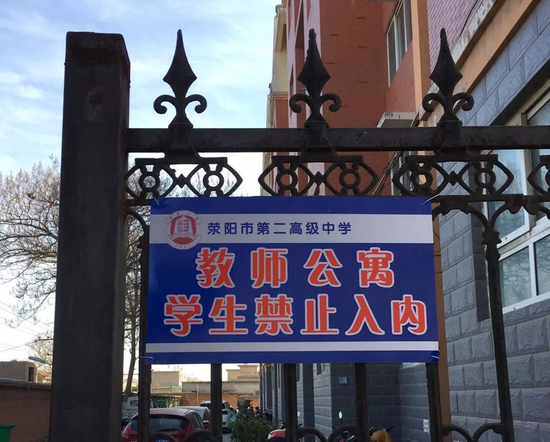 荥阳市第二高级中学
教师公寓
学生禁止入内